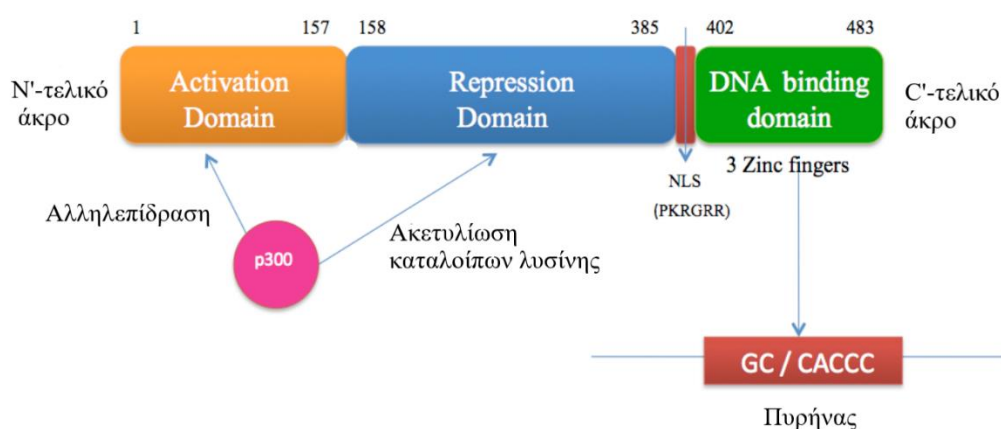 1 157 158 385 402 483
N'-τελικό
άκρο
Activation
Domain
Repression
Domain
DNA binding
domain
C'-τελικό
άκρο
3 Zinc fingers
NLS
(PKRGRR)
Αλληλεπίδραση
p300
Ακετυλίωση
καταλοίπων λυσίνης
GC / CACCC
Πυρήνας